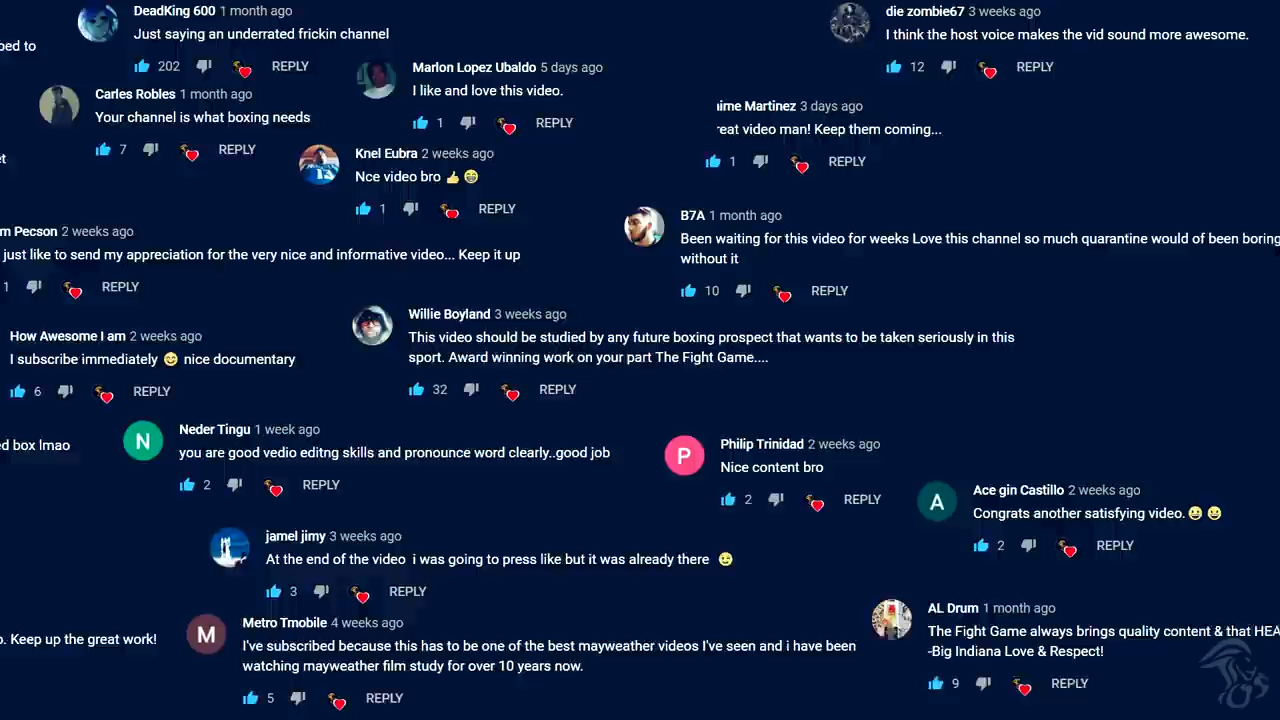 DeadKing 600 1 month ago
Just saying an underrated frickin channel
202 REPLY
die zombie67 3 weeks ago
I think the host voice makes the vid sound more awesome.
12 REPLY
ped to
Marlon Lopez Ubaldo 5 days ago
I like and love this video.
1 REPLY
Carles Robles 1 month ago
Your channel is what boxing needs
7 REPLY
ime Martinez 3 days ago
reat video man! Keep them coming...
1 REPLY
et
Knel Eubra 2 weeks ago
Nce video bro 👍 😁
1 REPLY
B7A 1 month ago
Been waiting for this video for weeks Love this channel so much quarantine would of been boring
without it
10 REPLY
m Pecson 2 weeks ago
just like to send my appreciation for the very nice and informative video... Keep it up
1 REPLY
Willie Boyland 3 weeks ago
This video should be studied by any future boxing prospect that wants to be taken seriously in this
sport. Award winning work on your part The Fight Game....
32 REPLY
How Awesome I am 2 weeks ago
I subscribe immediately 😄 nice documentary
6 REPLY
ed box lmao
N
Neder Tingu 1 week ago
you are good vedio editng skills and pronounce word clearly..good job
2 REPLY
P
Philip Trinidad 2 weeks ago
Nice content bro
2 REPLY
A
Ace gin Castillo 2 weeks ago
Congrats another satisfying video.😀 😀
2 REPLY
jamel jimy 3 weeks ago
At the end of the video i was going to press like but it was already there 😢
3 REPLY
o. Keep up the great work!
M
Metro Tmobile 4 weeks ago
I've subscribed because this has to be one of the best mayweather videos I've seen and i have been
watching mayweather film study for over 10 years now.
5 REPLY
AL Drum 1 month ago
The Fight Game always brings quality content & that HEA
-Big Indiana Love & Respect!
9 REPLY